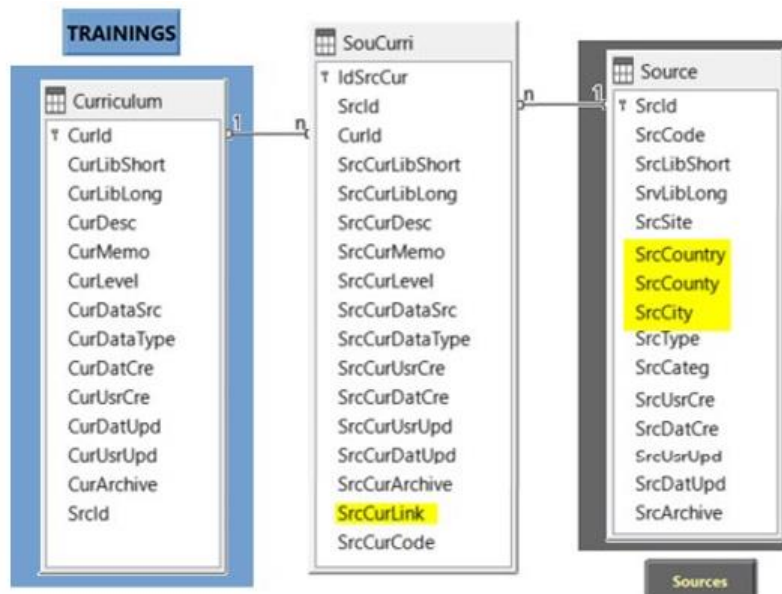 TRAININGS
Curriculum
CurId
CurLibShort
CurLibLong
CurDesc
CurMemo
CurLevel
CurDataSrc
CurDataType
CurDatCre
CurUsrCre
CurDatUpd
CurUsrUpd
CurArchive
SrcId
1
n
SouCurri
IdSrcCur
SrcId
CurId
SrcCurLibShort
SrcCurLibLong
SrcCurDesc
SrcCurMemo
SrcCurLevel
SrcCurDataSrc
SrcCurDataType
SrcCurUsrCre
SrcCurDatCre
SrcCurUsrUpd
SrcCurDatUpd
SrcCurArchive
SrcCurLink
SrcCurCode
n
1
Source
SrcId
SrcCode
SrcLibShort
SrvLibLong
SrcSite
SrcCountry
SrcCounty
SrcCity
SrcType
SrcCateg
SrcUsrCre
SrcDatCre
SrcUsrUpd
SrcDatUpd
SrcArchive
Sources